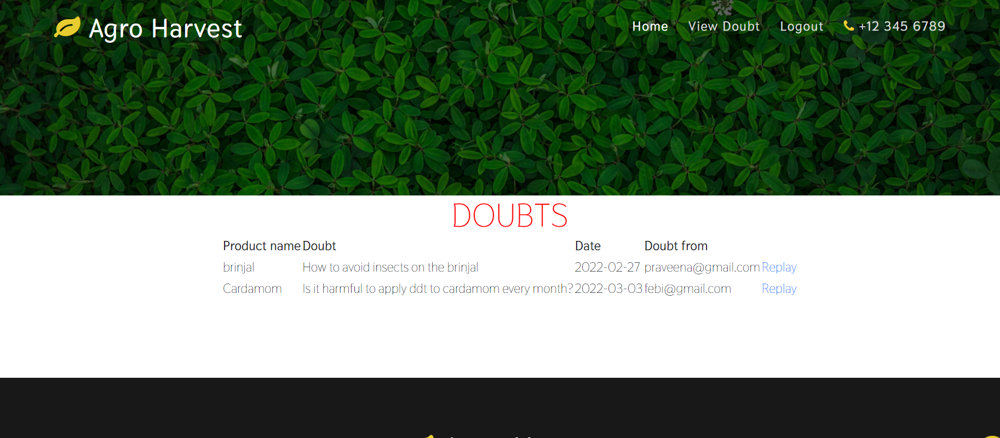 Agro Harvest
Home View Doubt Logout +12 345 6789
DOUBTS
Product name Doubt Date Doubt from
brinjal How to avoid insects on the brinjal 2022-02-27 praveena@gmail.com Replay
Cardamom Is it harmful to apply ddt to cardamom every month? 2022-03-03 febi@gmail.com Replay